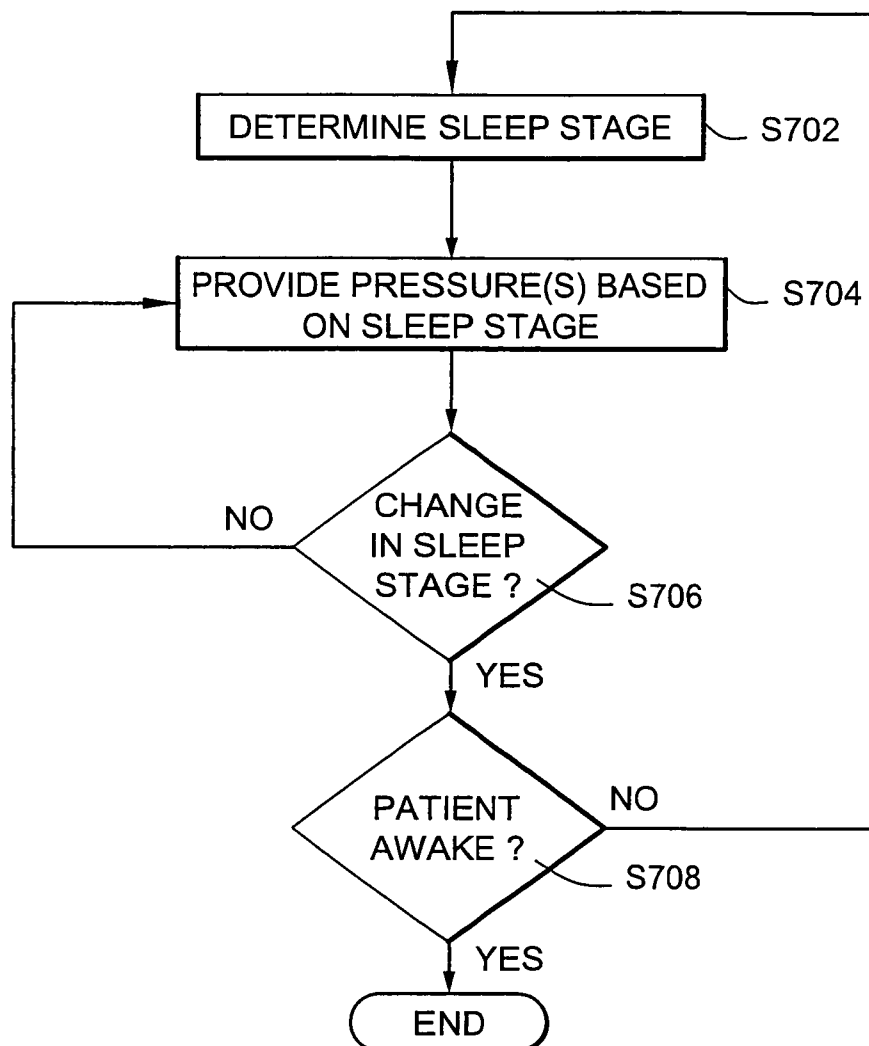 DETERMINE SLEEP STAGE
S702
PROVIDE PRESSURE(S) BASED
ON SLEEP STAGE
S704
NO
CHANGE
IN SLEEP
STAGE ?
S706
YES
PATIENT
AWAKE ?
NO
S708
YES
END